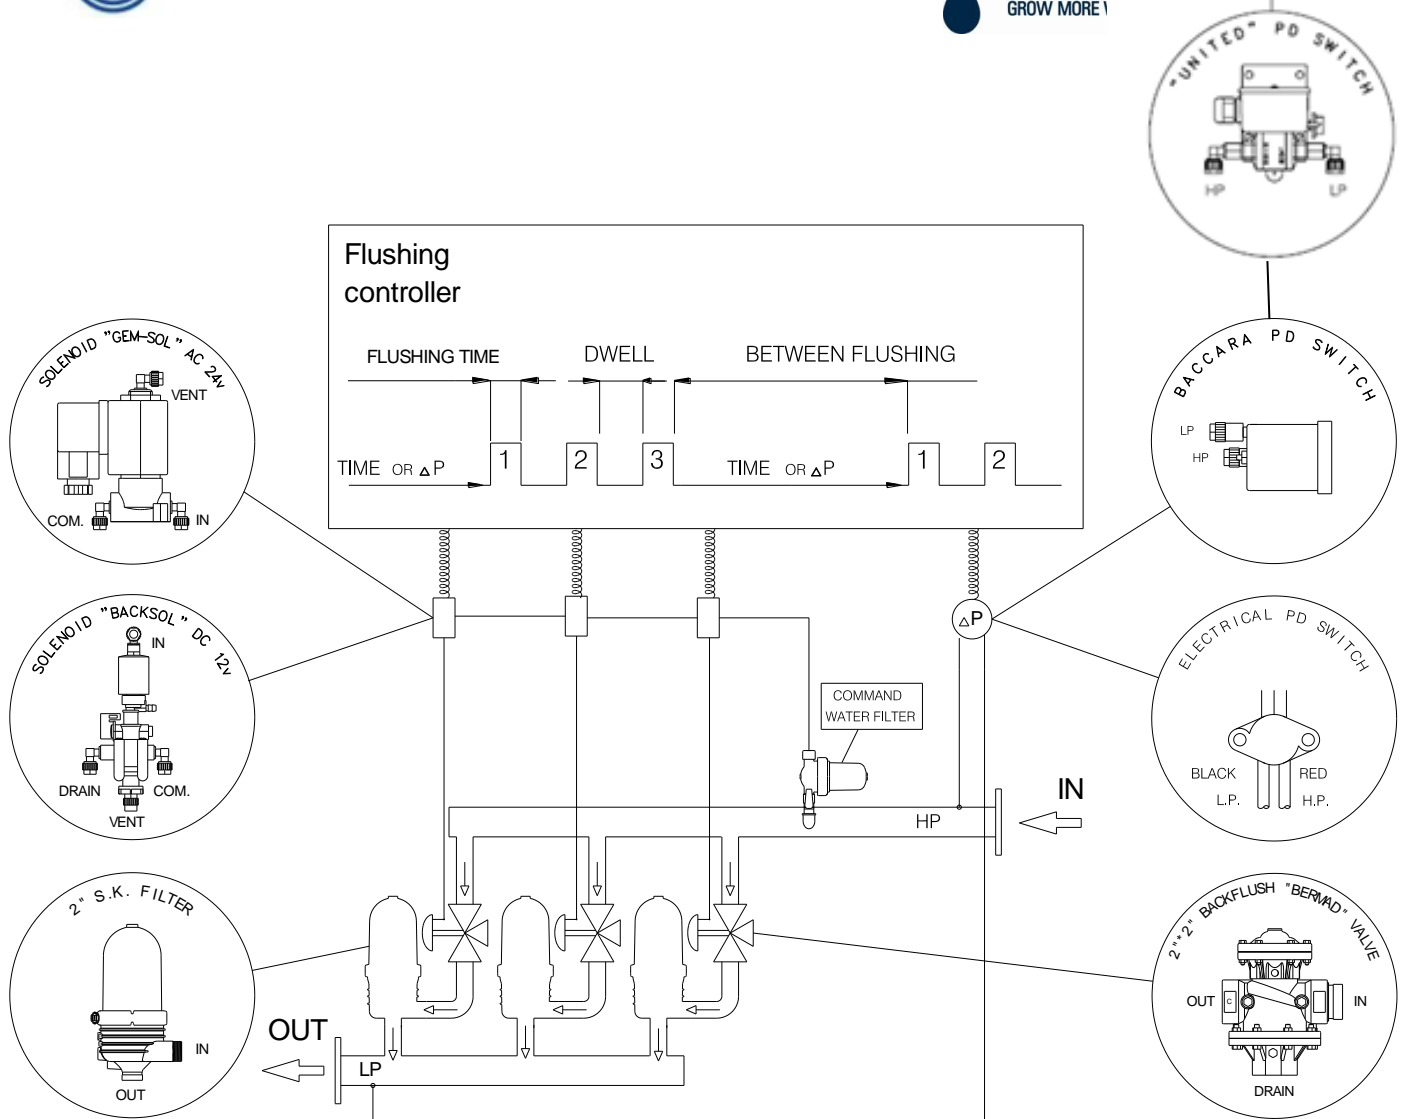 GROW MORE
"UNITED" PD SWITCH
HP
LP
Flushing
controller
FLUSHING TIME
DWELL
BETWEEN FLUSHING
TIME OR △P
1
2
3
TIME OR △P
1
2
SOLENOID "GEM-SOL" AC 24v
VENT
COM.
IN
BACCARA PD SWITCH
LP
HP
SOLENOID "BACKSOL" DC 12v
IN
DRAIN
COM.
VENT
△P
ELECTRICAL PD SWITCH
BLACK
RED
L.P.
H.P.
COMMAND
WATER FILTER
IN
HP
2" S.K. FILTER
IN
OUT
OUT
LP
2"*2" BACKFLUSH "BERMAD" VALVE
OUT
C
IN
DRAIN